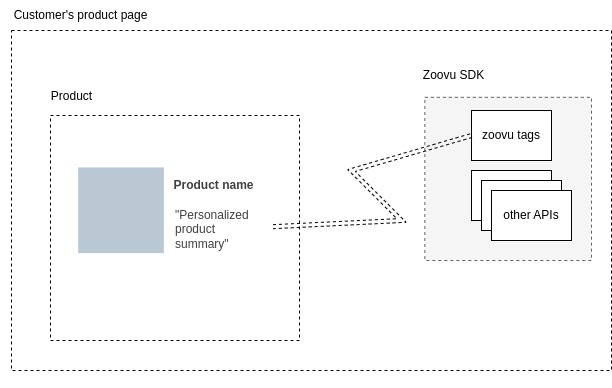 Customer's product page
Zoovu SDK
Product
zoovu tags
Product name
"Personalized
product
summary"
other APIs